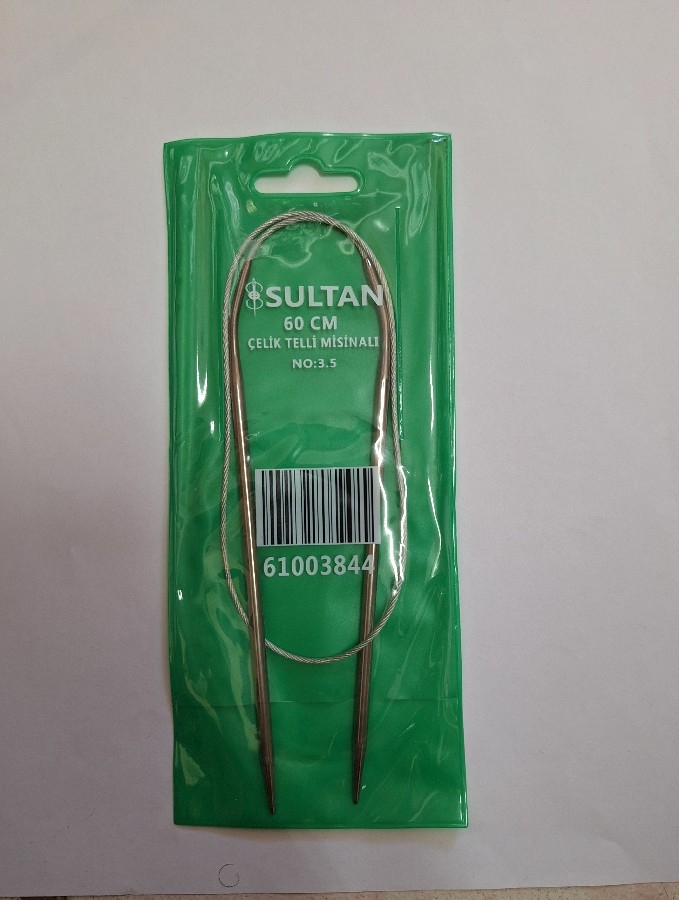 SULTAN
60 CM
ÇELİK TELLİ MİSİNALI
NO:3.5
61003844